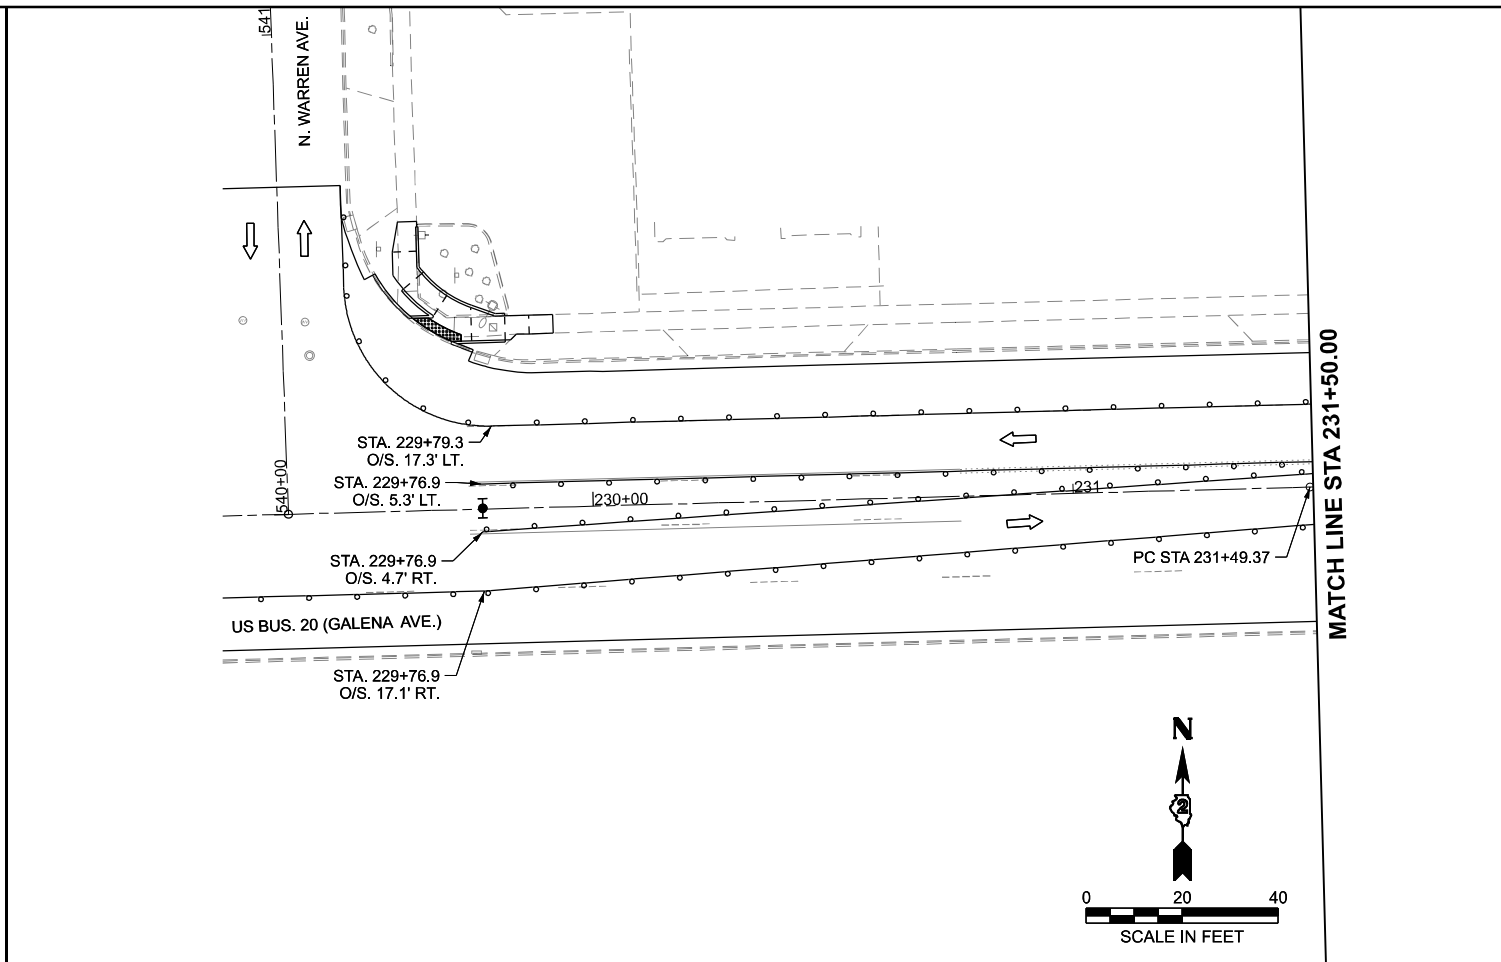 541
N. WARREN AVE.
540+00
STA. 229+79.3
O/S. 17.3' LT.
STA. 229+76.9
O/S. 5.3' LT.
230+00
231
STA. 229+76.9
O/S. 4.7' RT.
PC STA 231+49.37
MATCH LINE STA 231+50.00
US BUS. 20 (GALENA AVE.)
STA. 229+76.9
O/S. 17.1' RT.
N
2
0 20 40
SCALE IN FEET